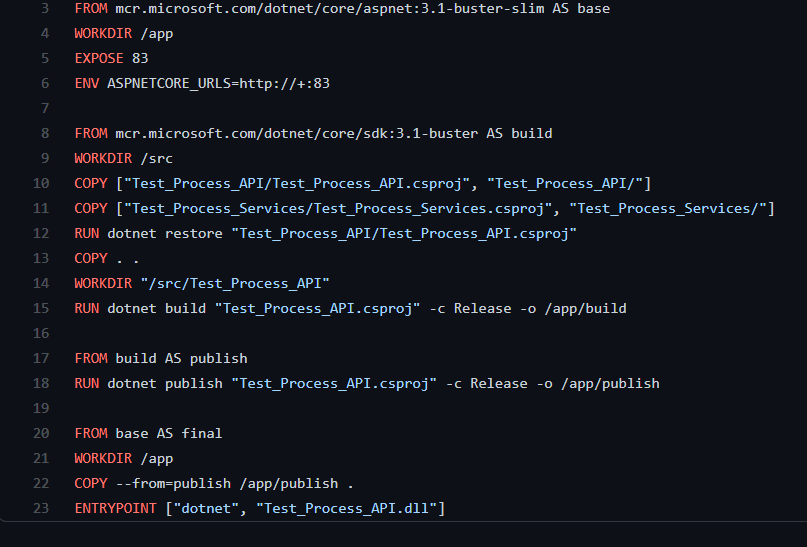 3 FROM mcr.microsoft.com/dotnet/core/aspnet:3.1-buster-slim AS base
4 WORKDIR /app
5 EXPOSE 83
6 ENV ASPNETCORE_URLS=http://+:83
7
8 FROM mcr.microsoft.com/dotnet/core/sdk:3.1-buster AS build
9 WORKDIR /src
10 COPY ["Test_Process_API/Test_Process_API.csproj", "Test_Process_API/"]
11 COPY ["Test_Process_Services/Test_Process_Services.csproj", "Test_Process_Services/"]
12 RUN dotnet restore "Test_Process_API/Test_Process_API.csproj"
13 COPY . .
14 WORKDIR "/src/Test_Process_API"
15 RUN dotnet build "Test_Process_API.csproj" -c Release -o /app/build
16
17 FROM build AS publish
18 RUN dotnet publish "Test_Process_API.csproj" -c Release -o /app/publish
19
20 FROM base AS final
21 WORKDIR /app
22 COPY --from=publish /app/publish .
23 ENTRYPOINT ["dotnet", "Test_Process_API.dll"]